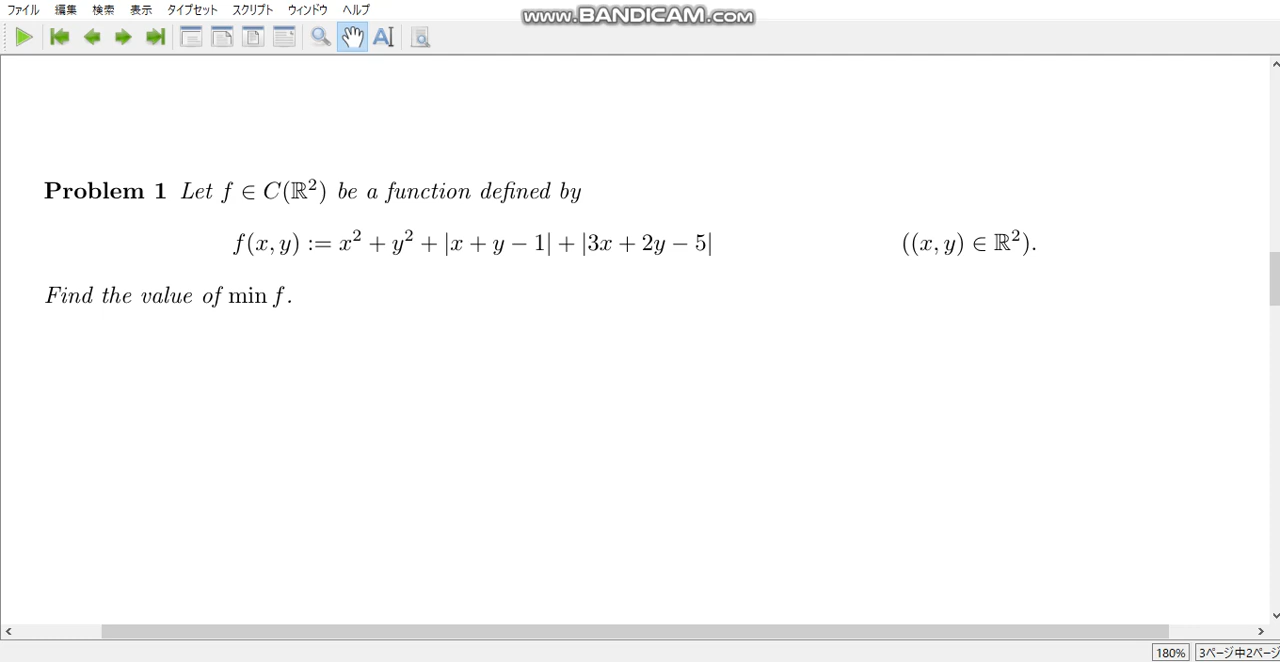 ファイル 編集 検索 表示 タイプセット スクリプト ウィンドウ ヘルプ
www.BANDICAM.com
Problem 1 Let f ∈ C(ℝ²) be a function defined by
f(x, y) := x² + y² + |x + y − 1| + |3x + 2y − 5| ((x, y) ∈ ℝ²).
Find the value of min f.
180% 3ページ中2ページ